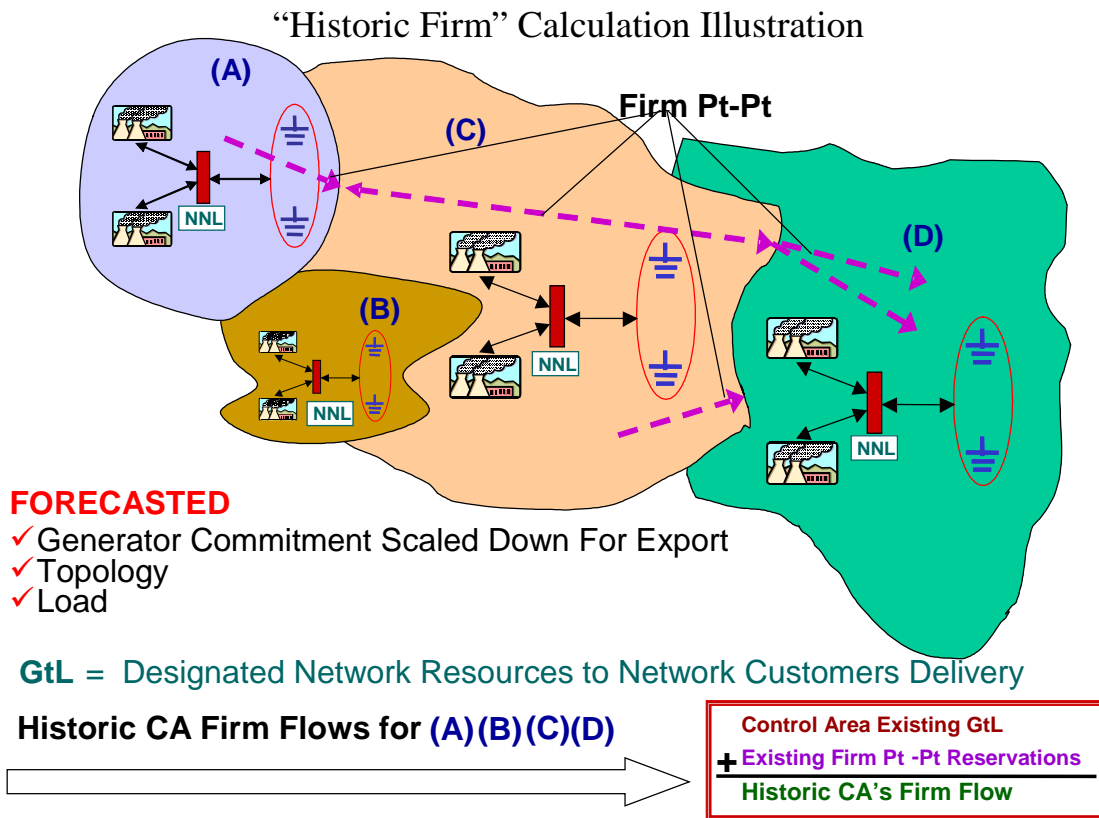 “Historic Firm” Calculation Illustration
(A)
Firm Pt-Pt
(C)
NNL
(D)
(B)
NNL
NNL
NNL
FORECASTED
✓Generator Commitment Scaled Down For Export
✓Topology
✓Load
GtL = Designated Network Resources to Network Customers Delivery
Historic CA Firm Flows for (A)(B)(C)(D)
Control Area Existing GtL
+ Existing Firm Pt -Pt Reservations
Historic CA's Firm Flow